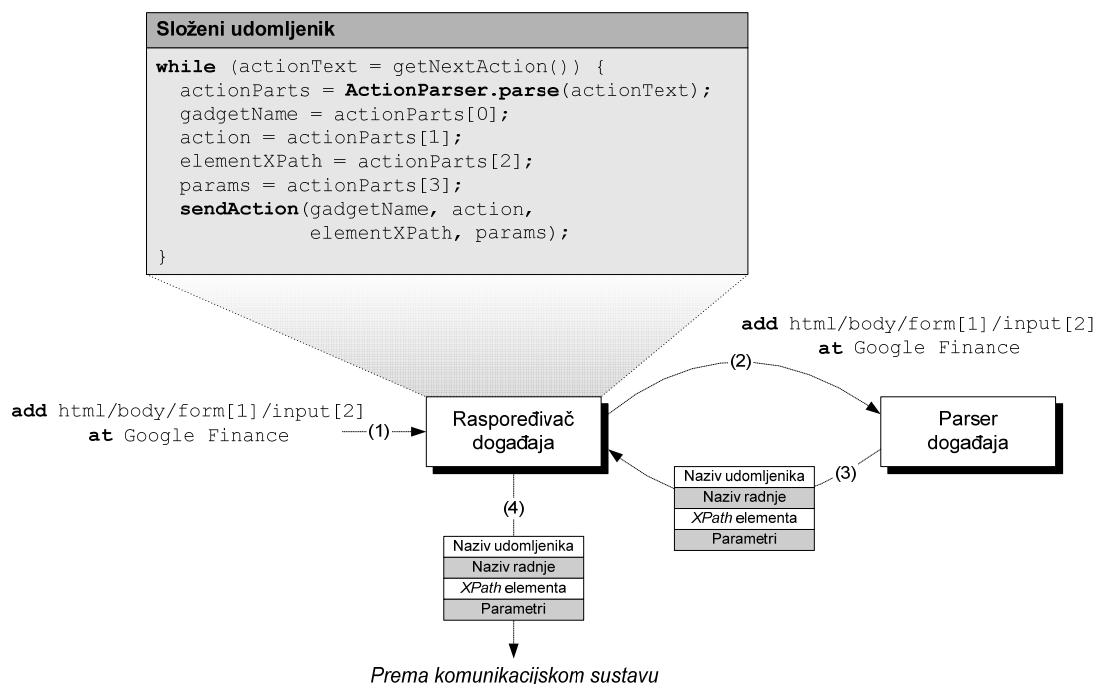 Složeni udomljenik
while (actionText = getNextAction()) {
actionParts = ActionParser.parse(actionText);
gadgetName = actionParts[0];
action = actionParts[1];
elementXPath = actionParts[2];
params = actionParts[3];
sendAction(gadgetName, action,
elementXPath, params);
}
add html/body/form[1]/input[2]
at Google Finance
(2)
add html/body/form[1]/input[2]
at Google Finance
(1)
Raspoređivač
događaja
Parser
događaja
(3)
Naziv udomljenika
Naziv radnje
XPath elementa
Parametri
(4)
Naziv udomljenika
Naziv radnje
XPath elementa
Parametri
Prema komunikacijskom sustavu